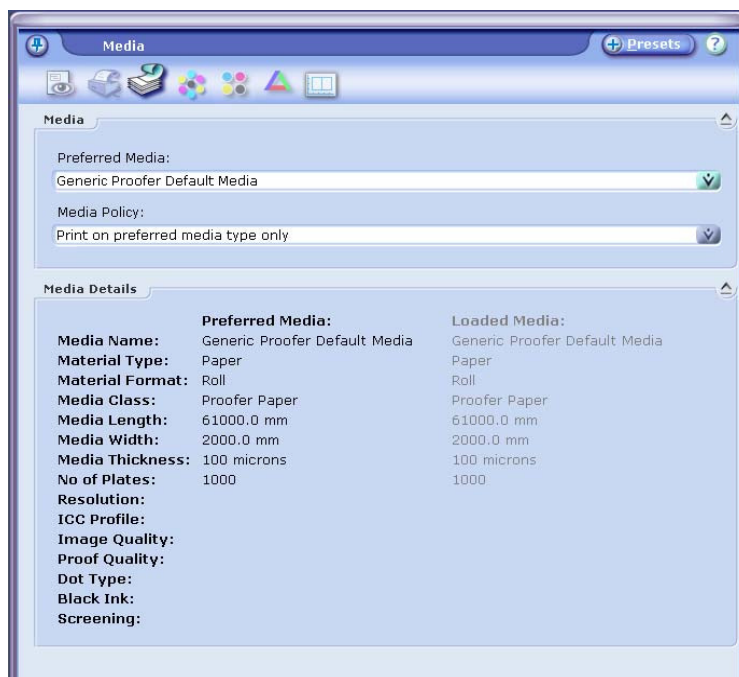 Media
Presets
?
Media
Preferred Media:
Generic Proofer Default Media
Media Policy:
Print on preferred media type only
Media Details
Preferred Media: Loaded Media:
Media Name: Generic Proofer Default Media Generic Proofer Default Media
Material Type: Paper Paper
Material Format: Roll Roll
Media Class: Proofer Paper Proofer Paper
Media Length: 61000.0 mm 61000.0 mm
Media Width: 2000.0 mm 2000.0 mm
Media Thickness: 100 microns 100 microns
No of Plates: 1000 1000
Resolution:
ICC Profile:
Image Quality:
Proof Quality:
Dot Type:
Black Ink:
Screening: